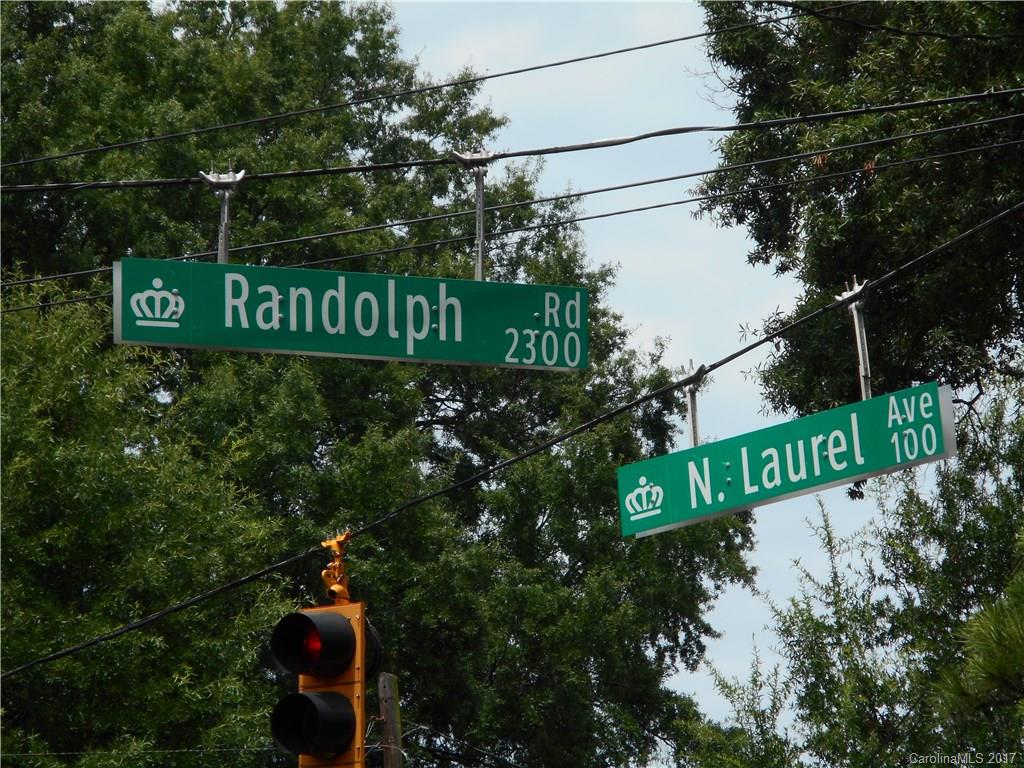 Randolph Rd
2300
N. Laurel Ave
100
CarolinaMLS 2017